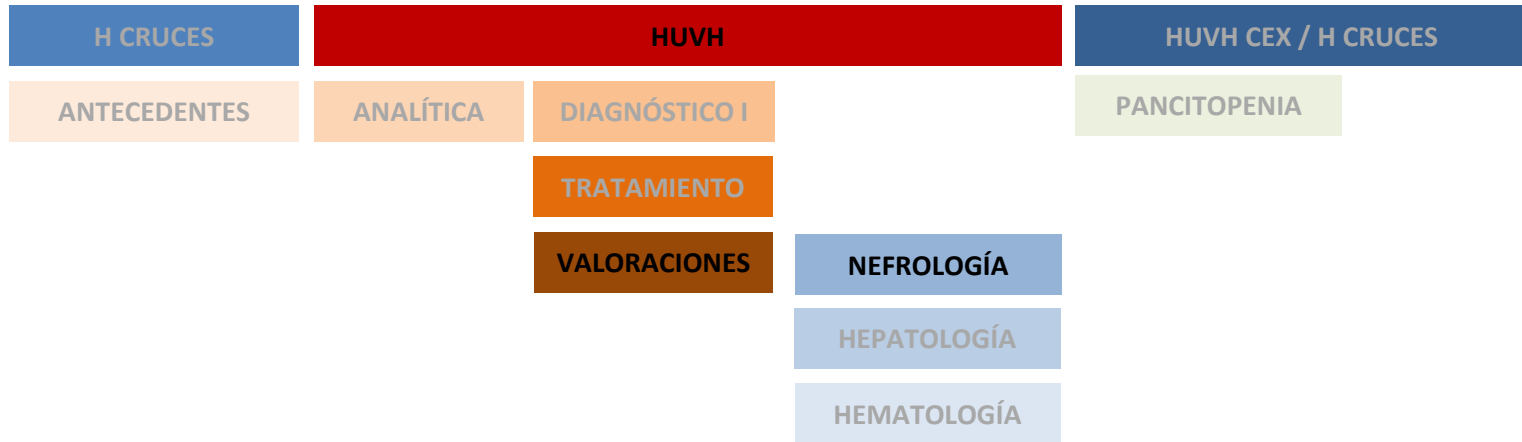 H CRUCES
HUVH
HUVH CEX / H CRUCES
ANTECEDENTES
ANALÍTICA
DIAGNÓSTICO I
PANCITOPENIA
TRATAMIENTO
VALORACIONES
NEFROLOGÍA
HEPATOLOGÍA
HEMATOLOGÍA